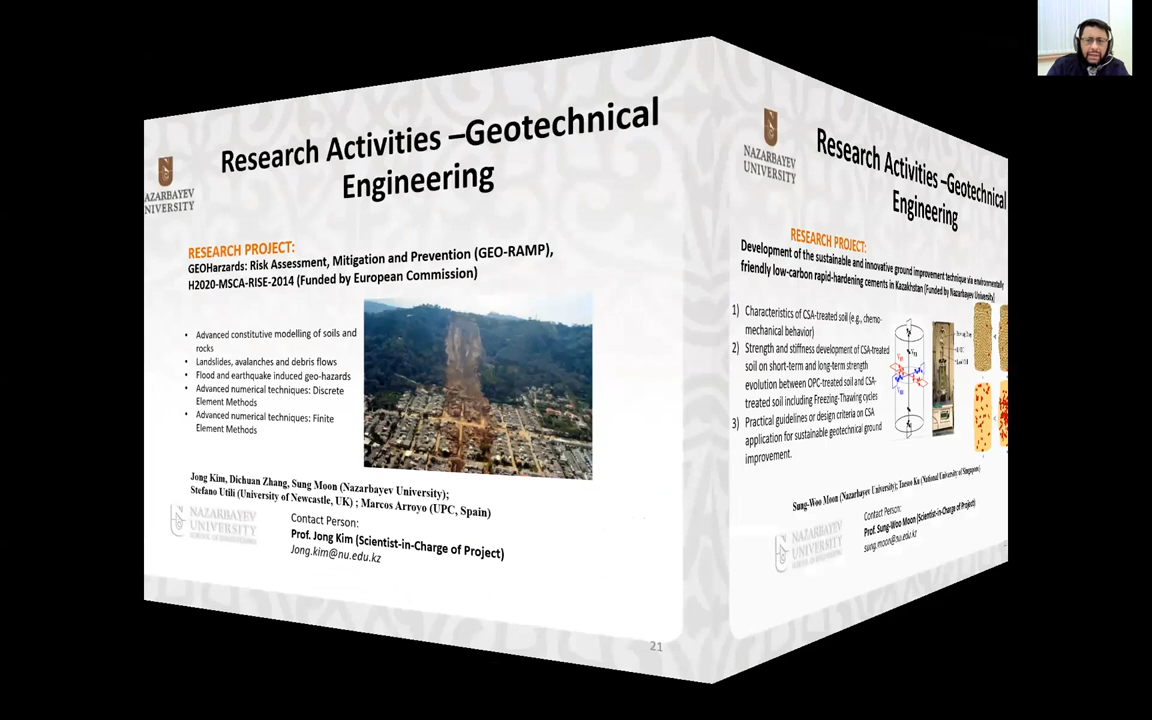 Research Activities –Geotechnical
Engineering
AZARBAYEV
UNIVERSITY
RESEARCH PROJECT:
GEOHarzards: Risk Assessment, Mitigation and Prevention (GEO-RAMP),
H2020-MSCA-RISE-2014 (Funded by European Commission)
• Advanced constitutive modelling of soils and
rocks
• Landslides, avalanches and debris flows
• Flood and earthquake induced geo-hazards
• Advanced numerical techniques: Discrete
Element Methods
• Advanced numerical techniques: Finite
Element Methods
Jong Kim, Dichuan Zhang, Sung Moon (Nazarbayev University);
Stefano Utili (University of Newcastle, UK) ; Marcos Arroyo (UPC, Spain)
NAZARBAYEV
UNIVERSITY
SCHOOL OF ENGINEERING
Contact Person:
Prof. Jong Kim (Scientist-in-Charge of Project)
Jong.kim@nu.edu.kz
21
Research Activities –Geotechnical
Engineering
NAZARBAYEV
UNIVERSITY
RESEARCH PROJECT:
Development of the sustainable and innovative ground improvement technique via environmentally
friendly low-carbon rapid-hardening cements in Kazakhstan (Funded by Nazarbayev University)
1) Characteristics of CSA-treated soil (e.g., chemo-
mechanical behavior)
2) Strength and stiffness development of CSA-treated
soil on short-term and long-term strength
evolution between OPC-treated soil and CSA-
treated soil including Freezing-Thawing cycles
3) Practical guidelines or design criteria on CSA
application for sustainable geotechnical ground
improvement.
Sung-Woo Moon (Nazarbayev University); Taeseo Ku (National University of Singapore)
NAZARBAYEV
UNIVERSITY
SCHOOL OF ENGINEERING
Contact Person:
Prof. Sung-Woo Moon (Scientist-in-Charge of Project)
sung.moon@nu.edu.kz